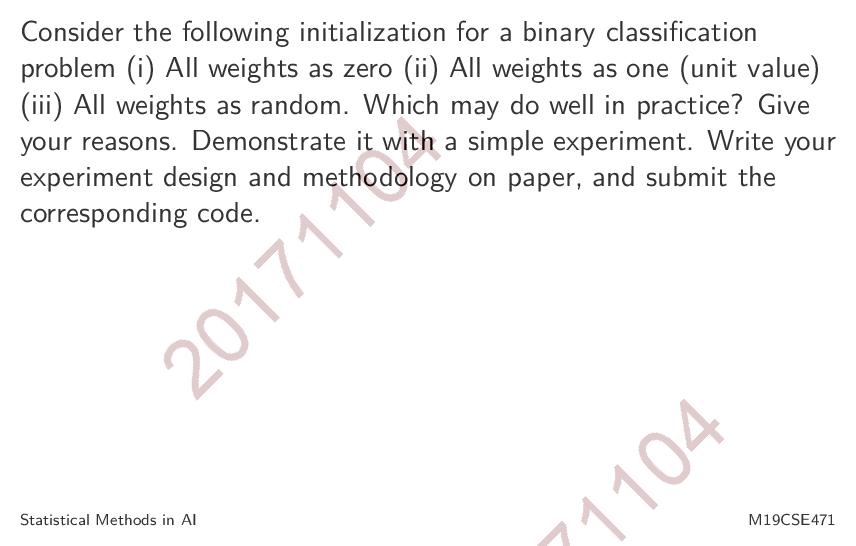 Consider the following initialization for a binary classification
problem (i) All weights as zero (ii) All weights as one (unit value)
(iii) All weights as random. Which may do well in practice? Give
your reasons. Demonstrate it with a simple experiment. Write your
experiment design and methodology on paper, and submit the
corresponding code.
20171104
71104
Statistical Methods in AI
M19CSE471